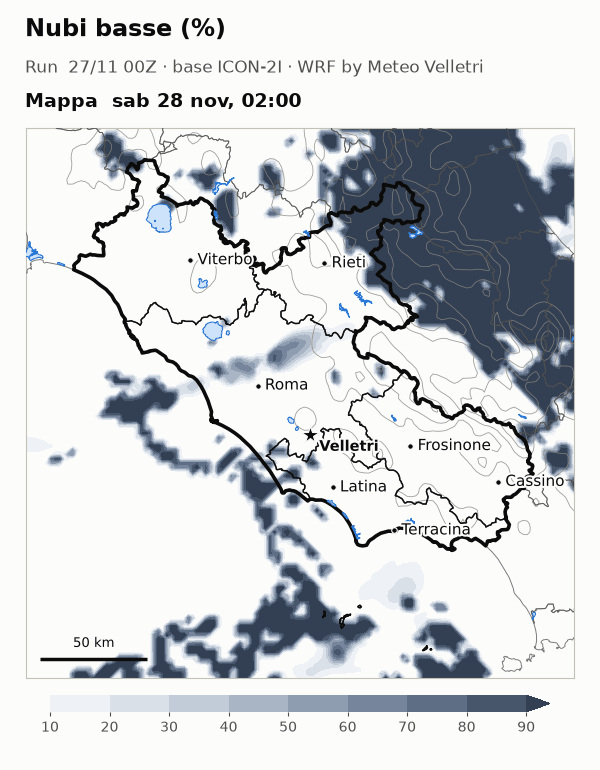 Nubi basse (%)
Run 27/11 00Z · base ICON-2I · WRF by Meteo Velletri
Mappa sab 28 nov, 02:00
Viterbo
Rieti
Roma
Velletri
Frosinone
Cassino
Latina
Terracina
50 km
10 20 30 40 50 60 70 80 90